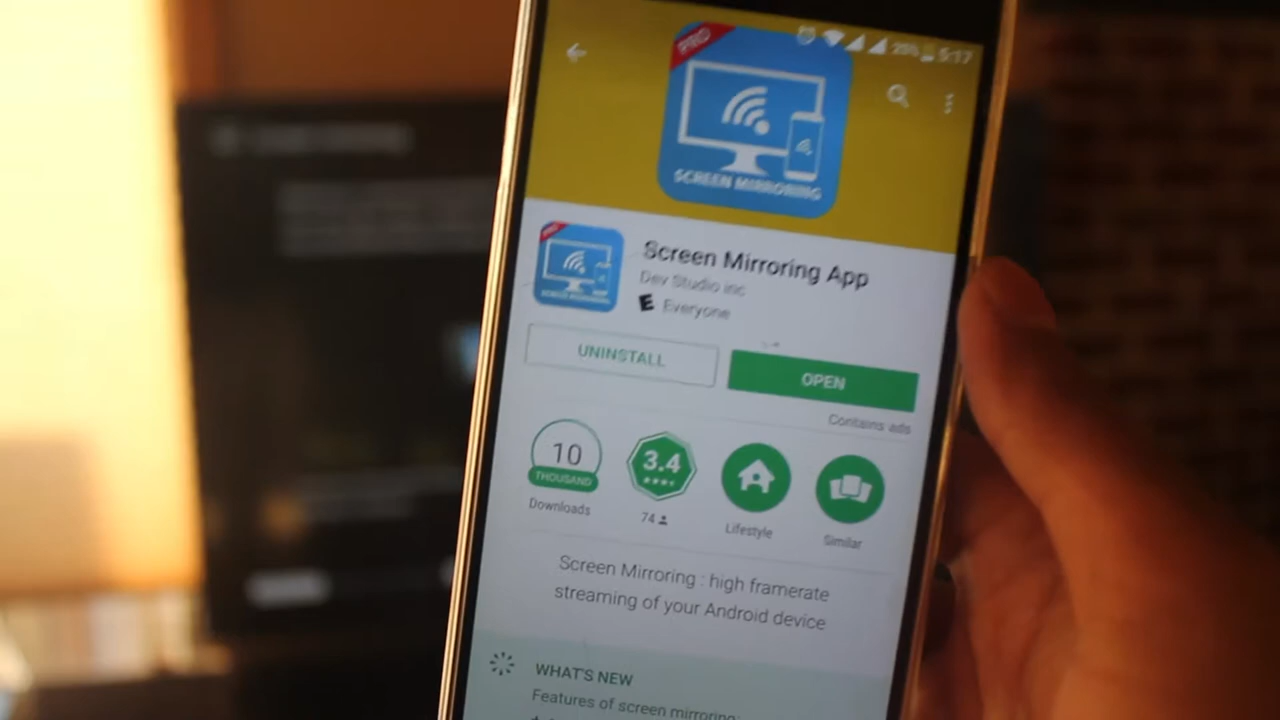 20% 5:17
PRO
SCREEN MIRRORING
PRO
Screen Mirroring App
Dev Studio inc
E Everyone
UNINSTALL
OPEN
Contains ads
10
THOUSAND
Downloads
3.4
74
Lifestyle
Similar
Screen Mirroring : high framerate
streaming of your Android device
WHAT'S NEW
Features of screen mirroring: